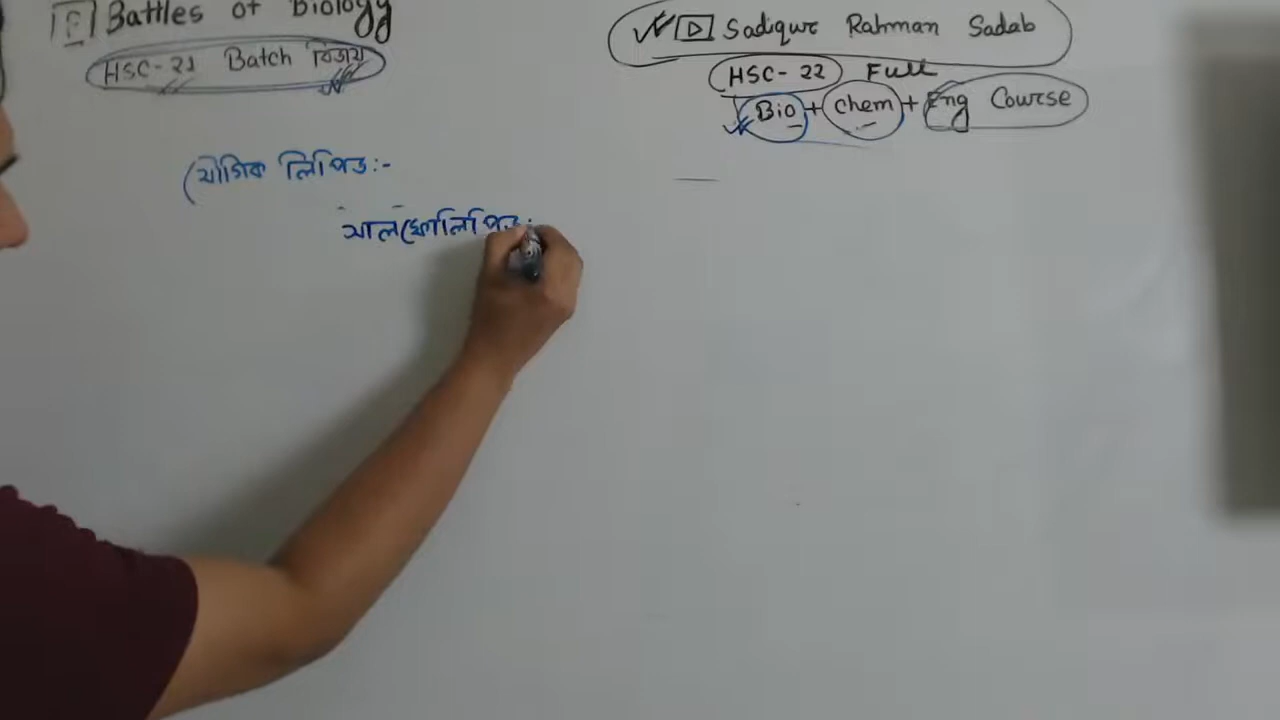 Battles of Biology
HSC-21 Batch বিজয়
Sadiqur Rahman Sadab
HSC-22 Full
Bio + Chem + Eng Course
যৌগিক লিপিড:-
সালফোলিপিড: